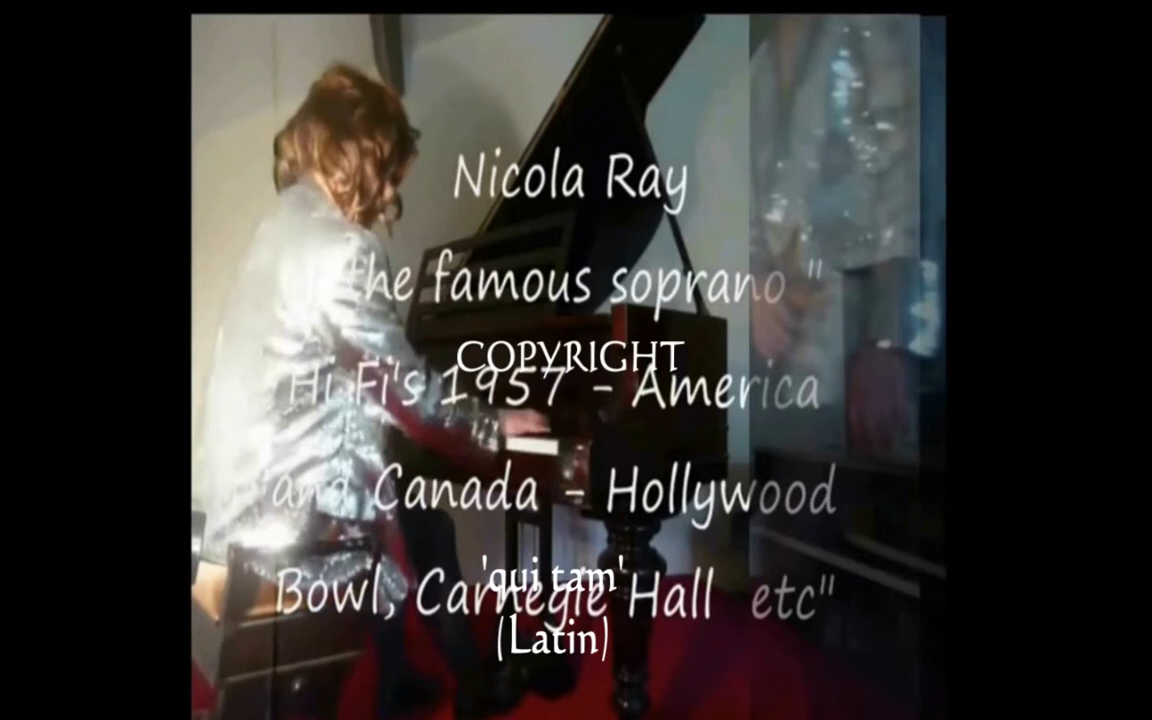 Nicola Ray
the famous soprano "
COPYRIGHT
Hi Fi's 1957 - America
and Canada - Hollywood
'qui tam'
Bowl, Carnegie Hall etc"
(Latin)